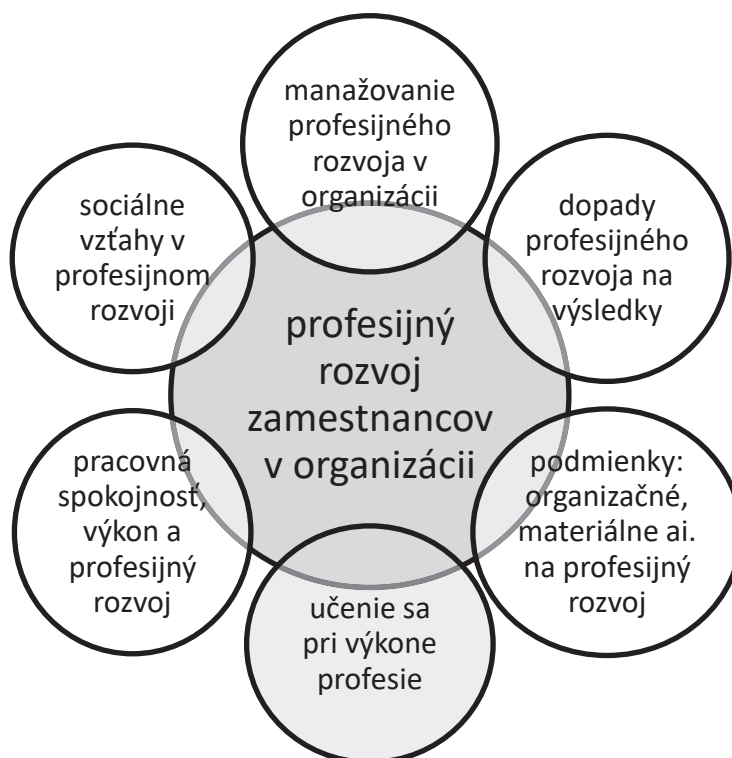 manažovanie
profesijného
rozvoja v
organizácii
sociálne
vzťahy v
profesijnom
rozvoji
dopady
profesijného
rozvoja na
výsledky
profesijný
rozvoj
zamestnancov
v organizácii
pracovná
spokojnosť,
výkon a
profesijný
rozvoj
podmienky:
organizačné,
materiálne ai.
na profesijný
rozvoj
učenie sa
pri výkone
profesie